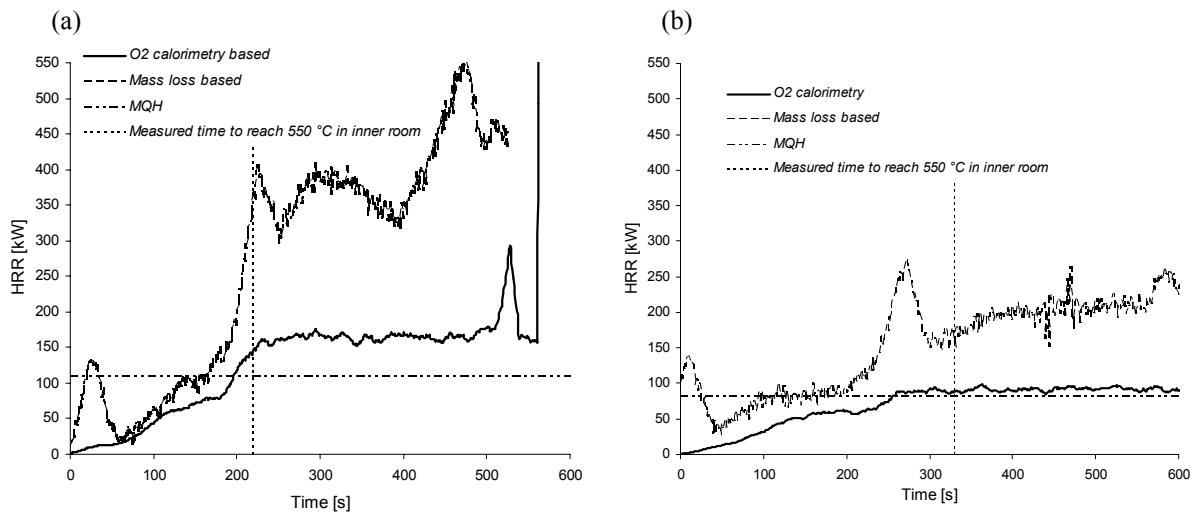 (a)
O2 calorimetry based
Mass loss based
MQH
Measured time to reach 550 °C in inner room
550
500
450
400
350
300
250
200
150
100
50
0
HRR [kW]
0 100 200 300 400 500 600
Time [s]
(b)
O2 calorimetry
Mass loss based
MQH
Measured time to reach 550 °C in inner room
550
500
450
400
350
300
250
200
150
100
50
0
HRR [kW]
0 100 200 300 400 500 600
Time [s]